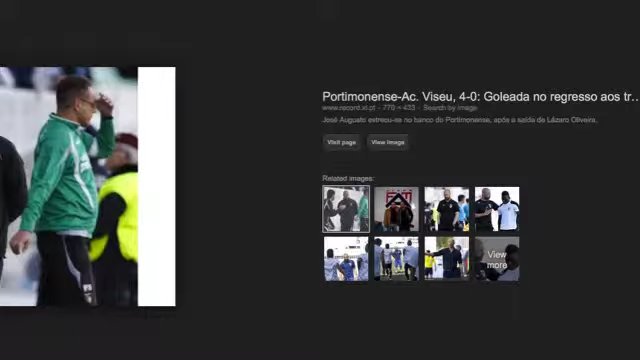 Portimonense-Ac. Viseu, 4-0: Goleada no regresso aos tr...
www.record.xl.pt - 770 × 433 - Search by image
José Augusto estreou-se no banco do Portimonense, após a saída de Lázaro Oliveira.
Visit page View image
Related images:
View
more